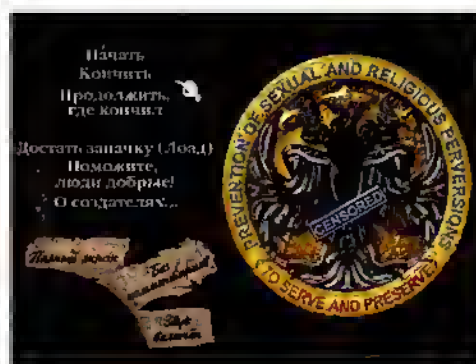 Начать
Кончить
Продолжить,
где кончил
Достать заначку (Лоад)
Поможите,
люди добрые!
О создателях...
Полный экран
Без
PREVENTION OF SEXUAL AND RELIGIOUS PERVERSIONS
CENSORED
(TO SERVE AND PRESERVE)